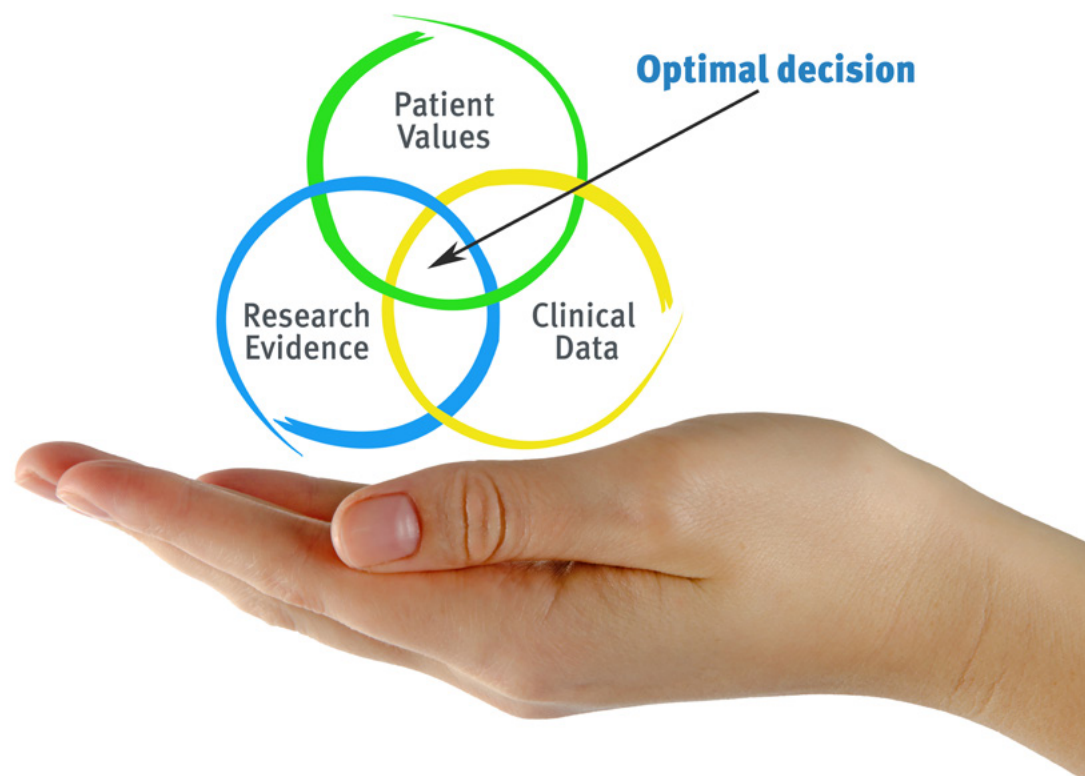 Optimal decision
Patient
Values
Research
Evidence
Clinical
Data